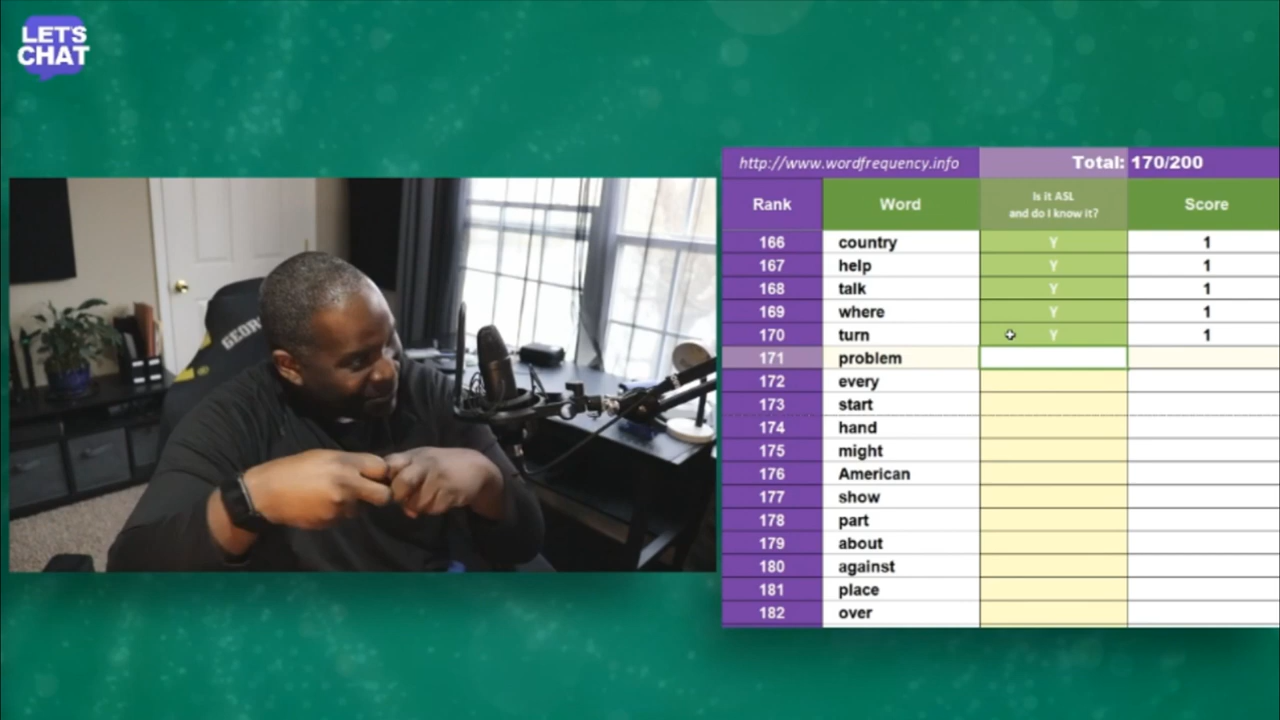 LET'S
CHAT
GEOR
http://www.wordfrequency.info Total: 170/200
Rank Word Is it ASL and do I know it? Score
166 country Y 1
167 help Y 1
168 talk Y 1
169 where Y 1
170 turn Y 1
171 problem
172 every
173 start
174 hand
175 might
176 American
177 show
178 part
179 about
180 against
181 place
182 over